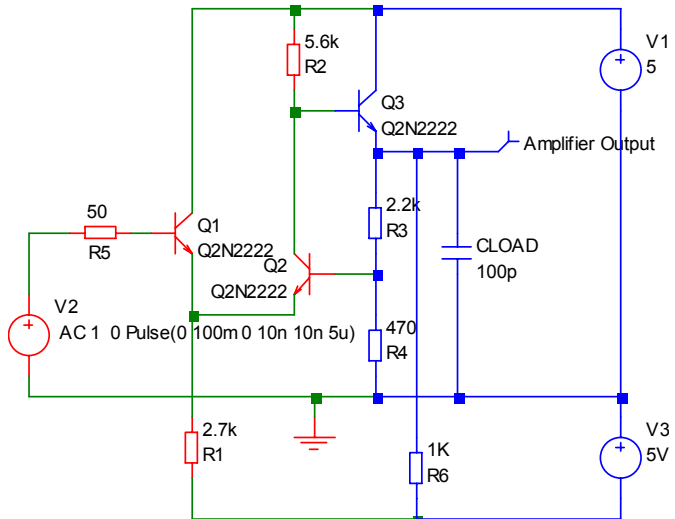 5.6k
R2
V1
5
Q3
Q2N2222
Amplifier Output
50
R5
Q1
Q2N2222
2.2k
R3
CLOAD
100p
Q2
Q2N2222
V2
AC 1 0 Pulse(0 100m 0 10n 10n 5u)
470
R4
2.7k
R1
1K
R6
V3
5V